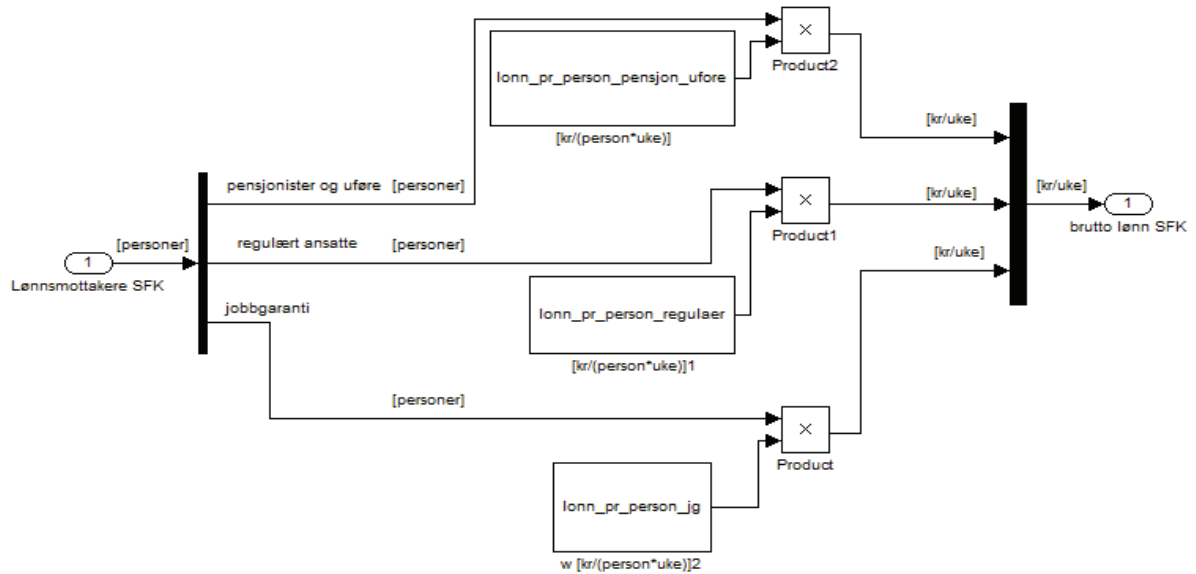 ×
Product2
lonn_pr_person_pensjon_ufore
[kr/(person*uke)]
[kr/uke]
pensjonister og uføre [personer]
×
Product1
[kr/uke]
[kr/uke]
1
brutto lønn SFK
[personer]
1
Lønnsmottakere SFK
regulært ansatte [personer]
[kr/uke]
lonn_pr_person_regulaer
[kr/(person*uke)]1
jobbgaranti
[personer]
×
Product
lonn_pr_person_jg
w [kr/(person*uke)]2